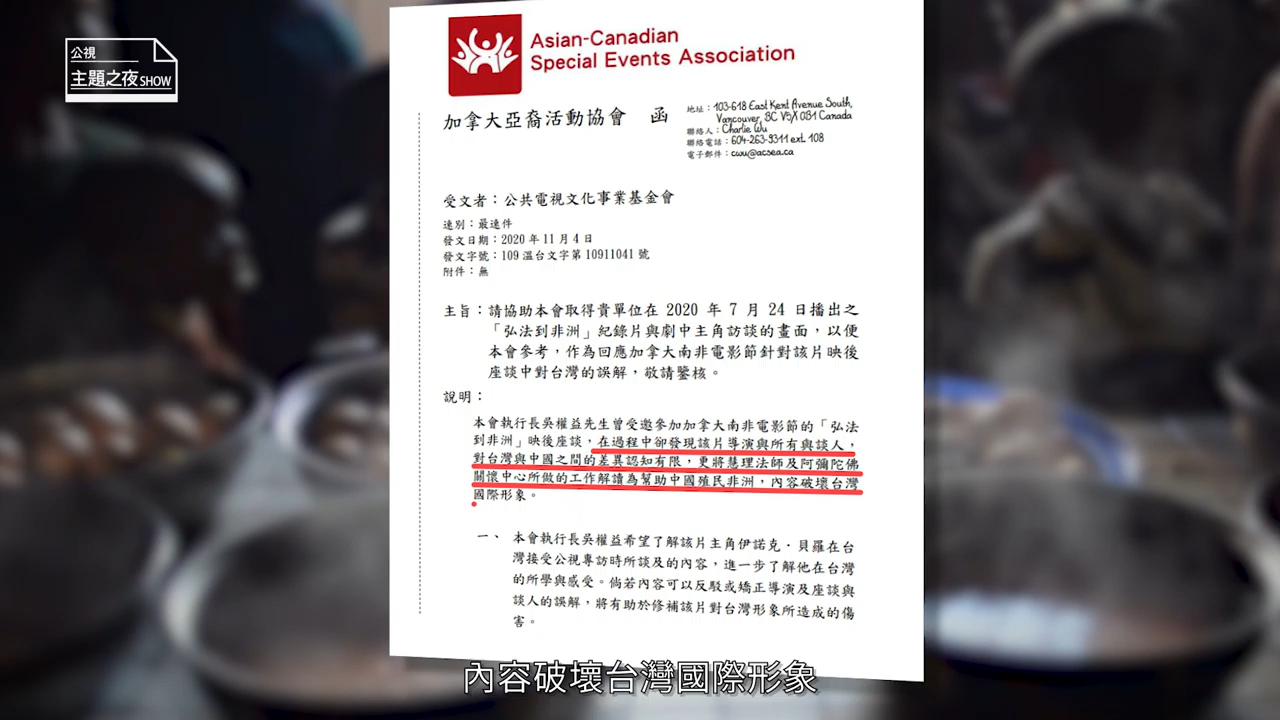 公視
主題之夜SHOW
Asian-Canadian
Special Events Association
加拿大亞裔活動協會 函
地址：103-618 East Kent Avenue South,
Vancouver, BC V5X 0B1 Canada
聯絡人：Charlie Wu
聯絡電話：604-263-9311 ext. 108
電子郵件：cwu@acsea.ca
受文者：公共電視文化事業基金會
速別：最速件
發文日期：2020 年 11 月 4 日
發文字號：109 溫台文字第 10911041 號
附件：無
主旨：請協助本會取得貴單位在 2020 年 7 月 24 日播出之
「弘法到非洲」紀錄片與劇中主角訪談的畫面，以便
本會參考，作為回應加拿大南非電影節針對該片映後
座談中對台灣的誤解，敬請鑒核。
說明：
本會執行長吳權益先生曾受邀參加加拿大南非電影節的「弘法
到非洲」映後座談，在過程中卻發現該片導演與所有與談人，
對台灣與中國之間的差異認知有限，更將慧理法師及阿彌陀佛
關懷中心所做的工作解讀為幫助中國殖民非洲，內容破壞台灣
國際形象。
一、 本會執行長吳權益希望了解該片主角伊諾克·貝羅在台
灣接受公視專訪時所談及的內容，進一步了解他在台灣
的所學與感受。倘若內容可以反駁或矯正導演及座談與
談人的誤解，將有助於修補該片對台灣形象所造成的傷
害。
內容破壞台灣國際形象